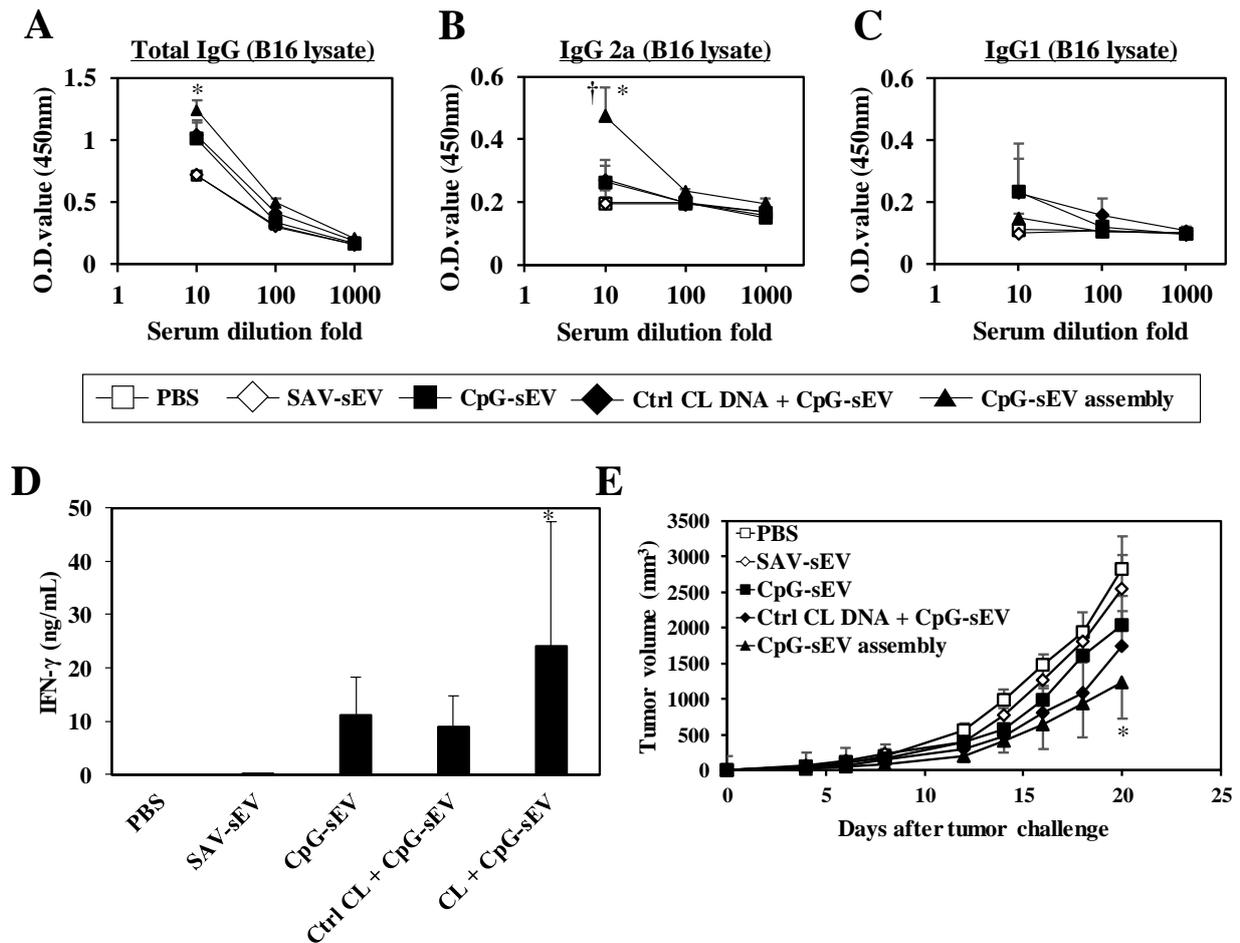 A
B
C
Total IgG (B16 lysate)
IgG 2a (B16 lysate)
IgG1 (B16 lysate)
O.D.value (450nm)
1.5
1
0.5
0
*
1 10 100 1000
Serum dilution fold
O.D.value (450nm)
0.6
0.4
0.2
0
† *
1 10 100 1000
Serum dilution fold
O.D.value (450nm)
0.6
0.4
0.2
0
1 10 100 1000
Serum dilution fold
PBS SAV-sEV CpG-sEV Ctrl CL DNA + CpG-sEV CpG-sEV assembly
D
IFN-γ (ng/mL)
50
40
30
20
10
0
*
PBS
SAV-sEV
CpG-sEV
Ctrl CL + CpG-sEV
CL + CpG-sEV
E
Tumor volume (mm³)
3500
3000
2500
2000
1500
1000
500
0
PBS
SAV-sEV
CpG-sEV
Ctrl CL DNA + CpG-sEV
CpG-sEV assembly
*
0 5 10 15 20 25
Days after tumor challenge